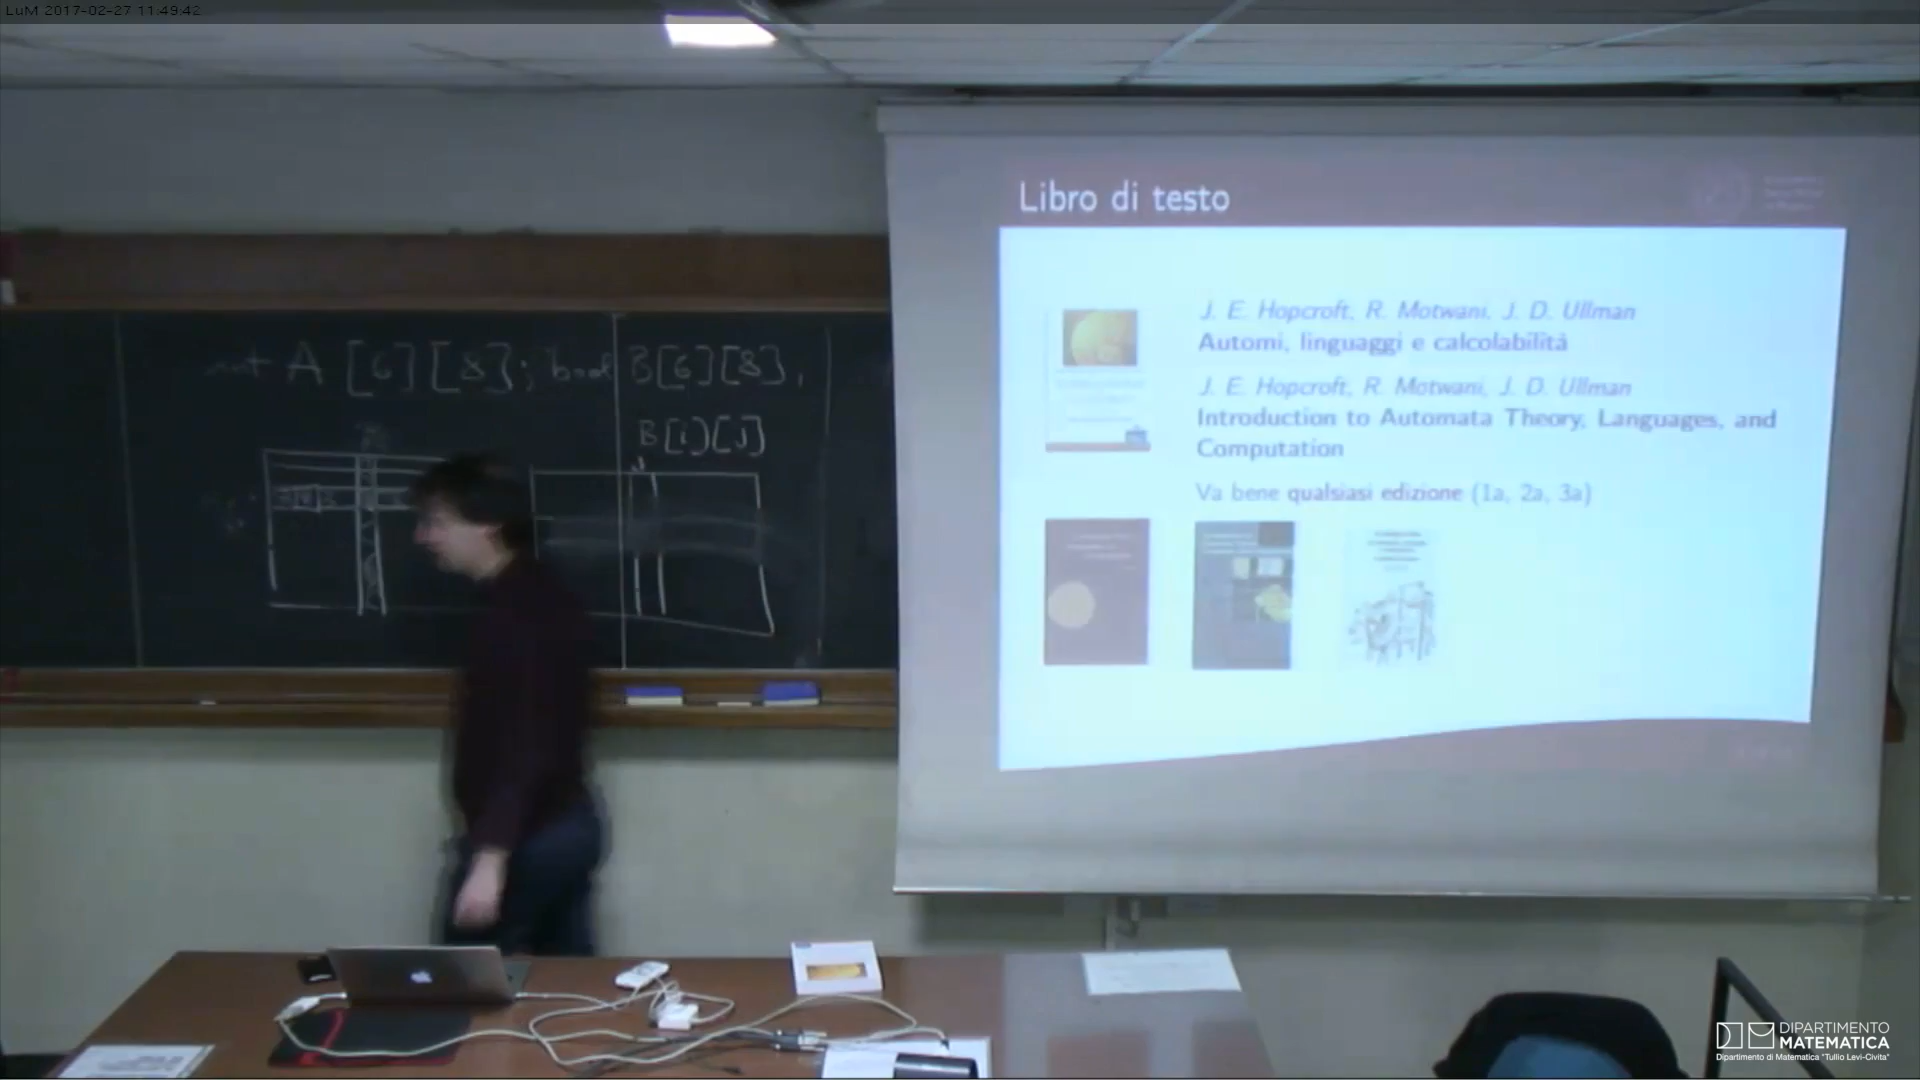 LuM 2017-02-27 11:49:42
int A [6][8]; bool B[6][8],
B[i][j]
Libro di testo
J. E. Hopcroft, R. Motwani, J. D. Ullman
Automi, linguaggi e calcolabilità
J. E. Hopcroft, R. Motwani, J. D. Ullman
Introduction to Automata Theory, Languages, and
Computation
Va bene qualsiasi edizione (1a, 2a, 3a)
DIPARTIMENTO
MATEMATICA
Dipartimento di Matematica "Tullio Levi-Civita"